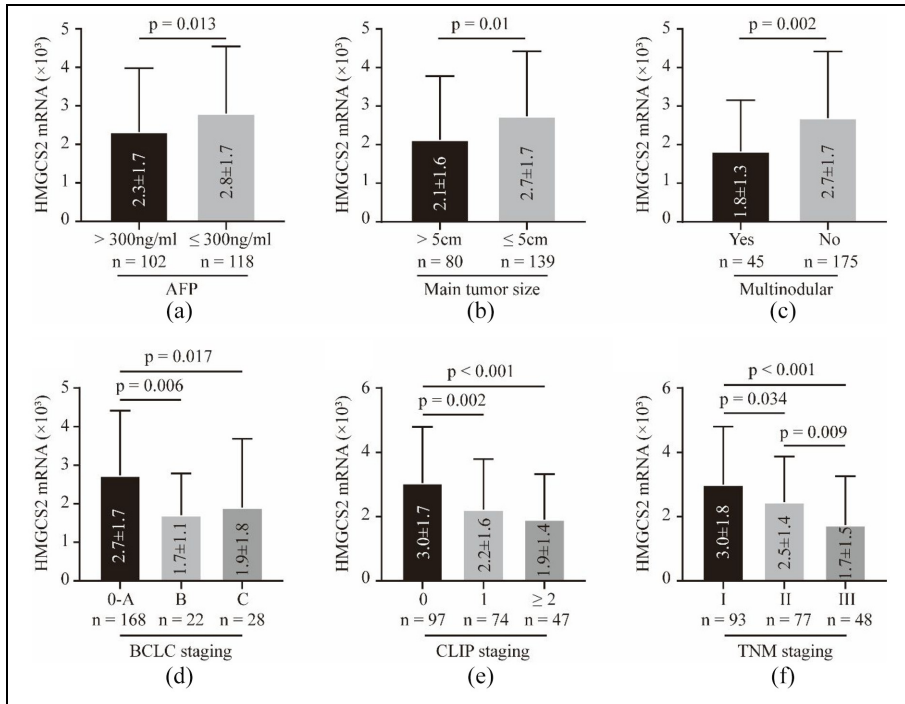 p = 0.013
HMGCS2 mRNA (×10³)
5
4
3
2
1
0
2.3±1.7
2.8±1.7
> 300ng/ml ≤ 300ng/ml
n = 102 n = 118
AFP
(a)
p = 0.01
HMGCS2 mRNA (×10³)
5
4
3
2
1
0
2.1±1.6
2.7±1.7
> 5cm ≤ 5cm
n = 80 n = 139
Main tumor size
(b)
p = 0.002
HMGCS2 mRNA (×10³)
5
4
3
2
1
0
1.8±1.3
2.7±1.7
Yes No
n = 45 n = 175
Multinodular
(c)
p = 0.017
p = 0.006
HMGCS2 mRNA (×10³)
5
4
3
2
1
0
2.7±1.7
1.7±1.1
1.9±1.8
0-A B C
n = 168 n = 22 n = 28
BCLC staging
(d)
p < 0.001
p = 0.002
HMGCS2 mRNA (×10³)
6
4
2
0
3.0±1.7
2.2±1.6
1.9±1.4
0 1 ≥ 2
n = 97 n = 74 n = 47
CLIP staging
(e)
p < 0.001
p = 0.034
p = 0.009
HMGCS2 mRNA (×10³)
6
4
2
0
3.0±1.8
2.5±1.4
1.7±1.5
I II III
n = 93 n = 77 n = 48
TNM staging
(f)